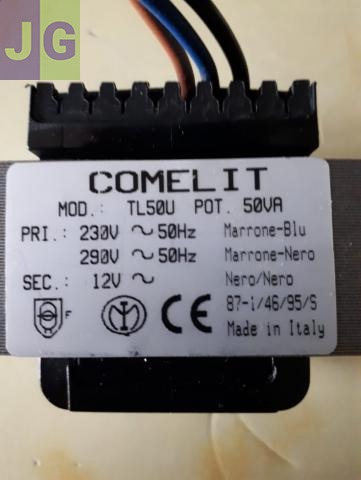 JG
COMELIT
MOD.: TL50U POT. 50VA
PRI.: 230V ~ 50Hz Marrone-Blu
290V ~ 50Hz Marrone-Nero
SEC.: 12V ~ Nero/Nero
F CE 87-1/46/95/S
Made in Italy